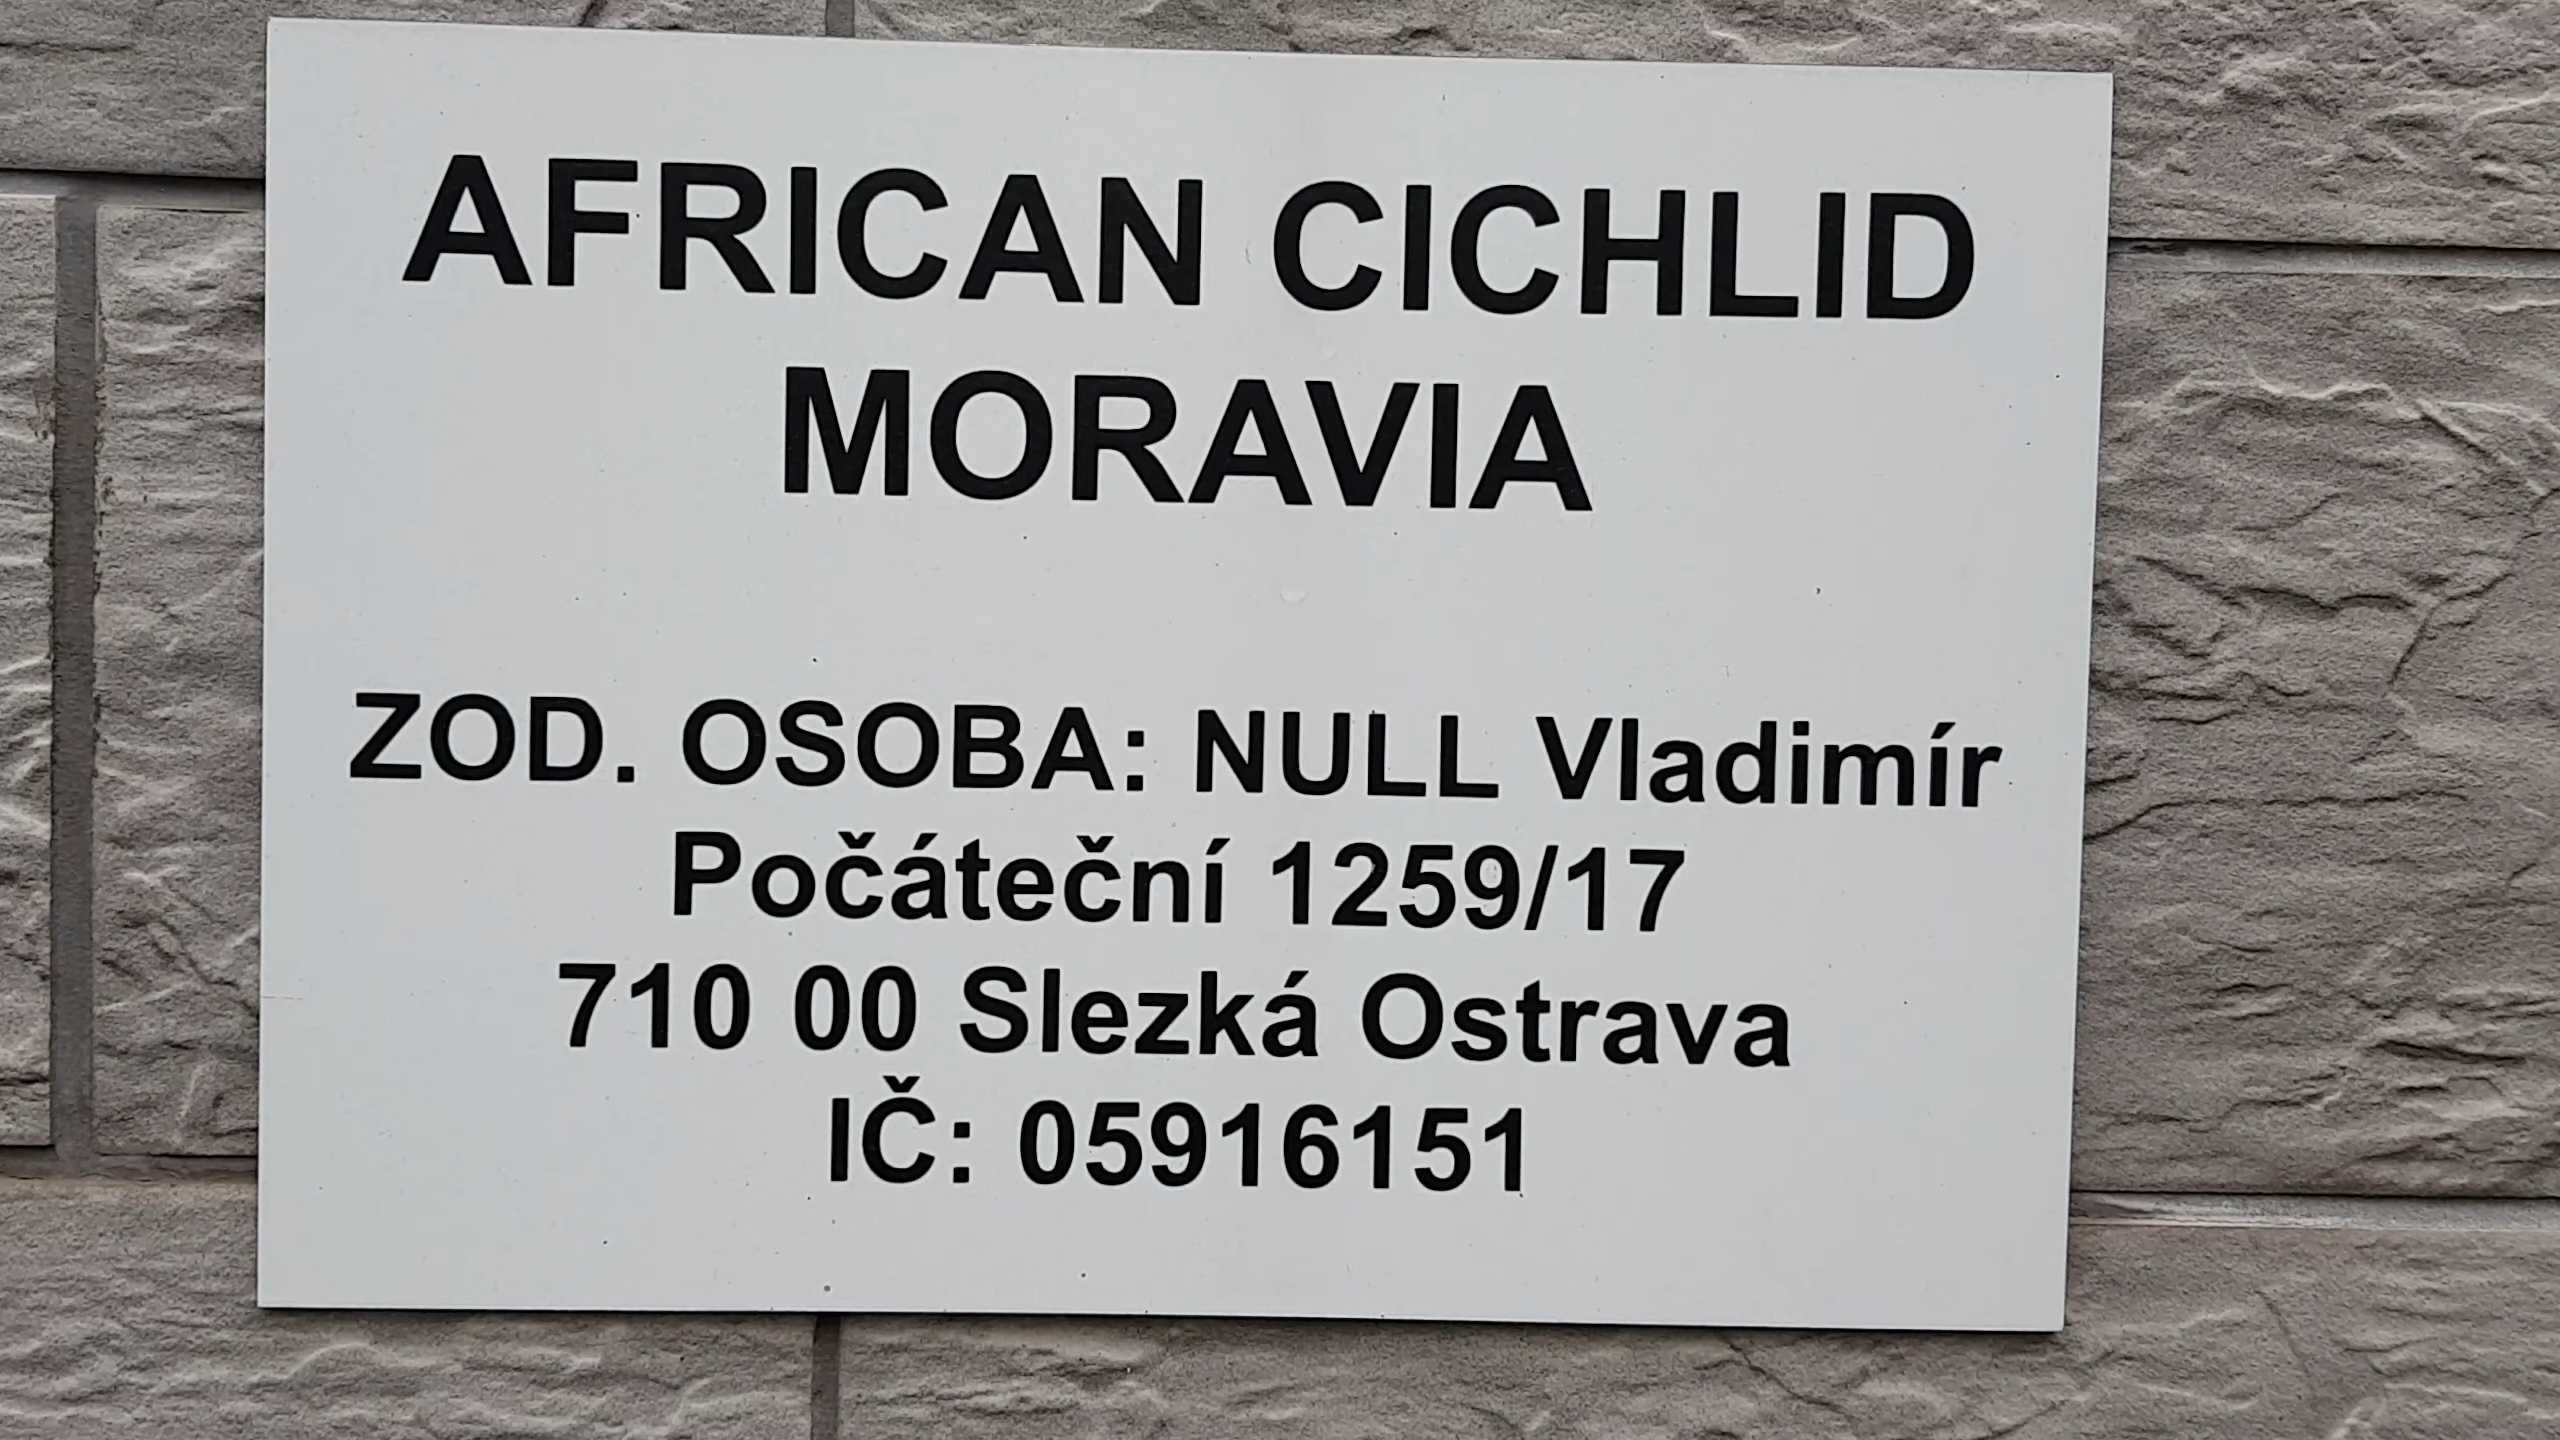 AFRICAN CICHLID
MORAVIA
ZOD. OSOBA: NULL Vladimír
Počáteční 1259/17
710 00 Slezká Ostrava
IČ: 05916151